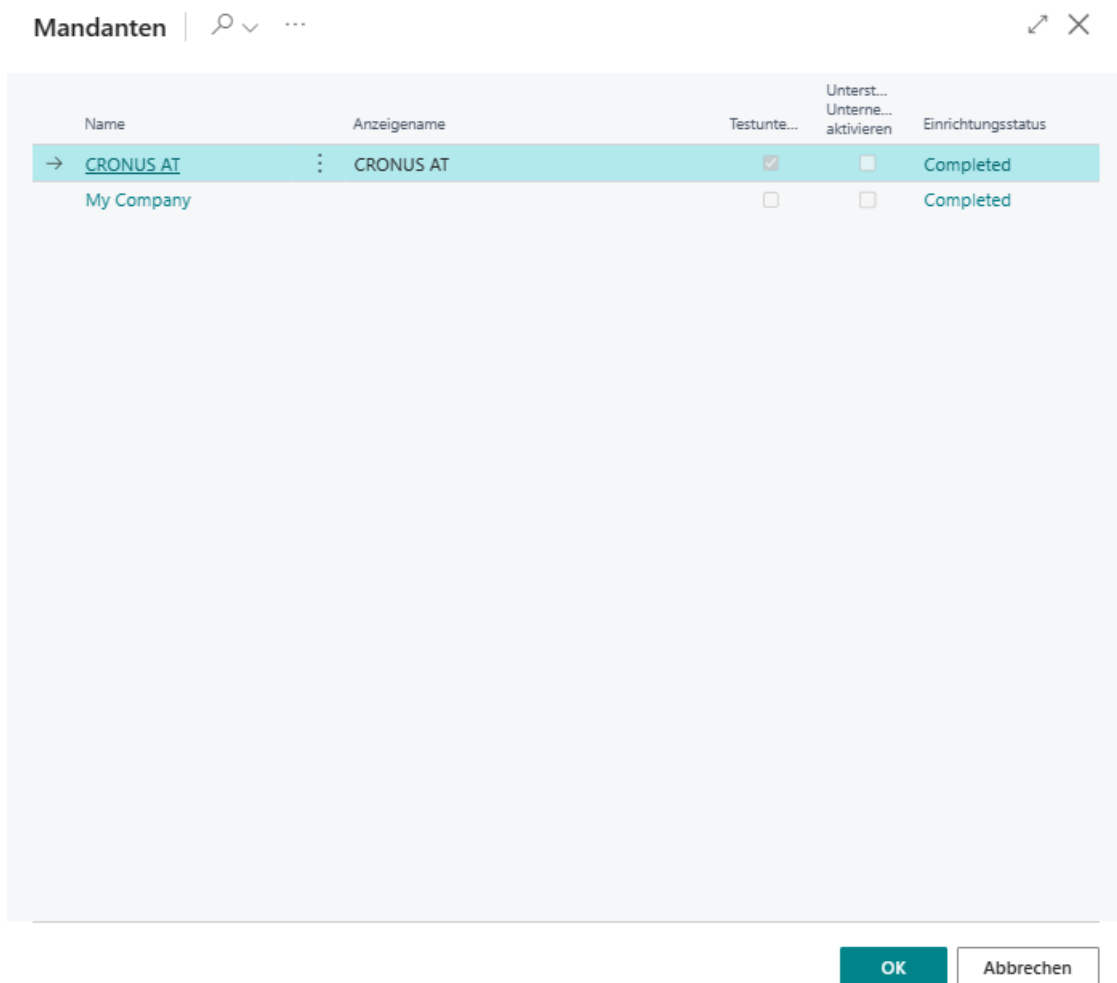 Mandanten
Name Anzeigename Testunte... Unterst... Unterne... aktivieren Einrichtungsstatus
CRONUS AT CRONUS AT Completed
My Company Completed
OK Abbrechen